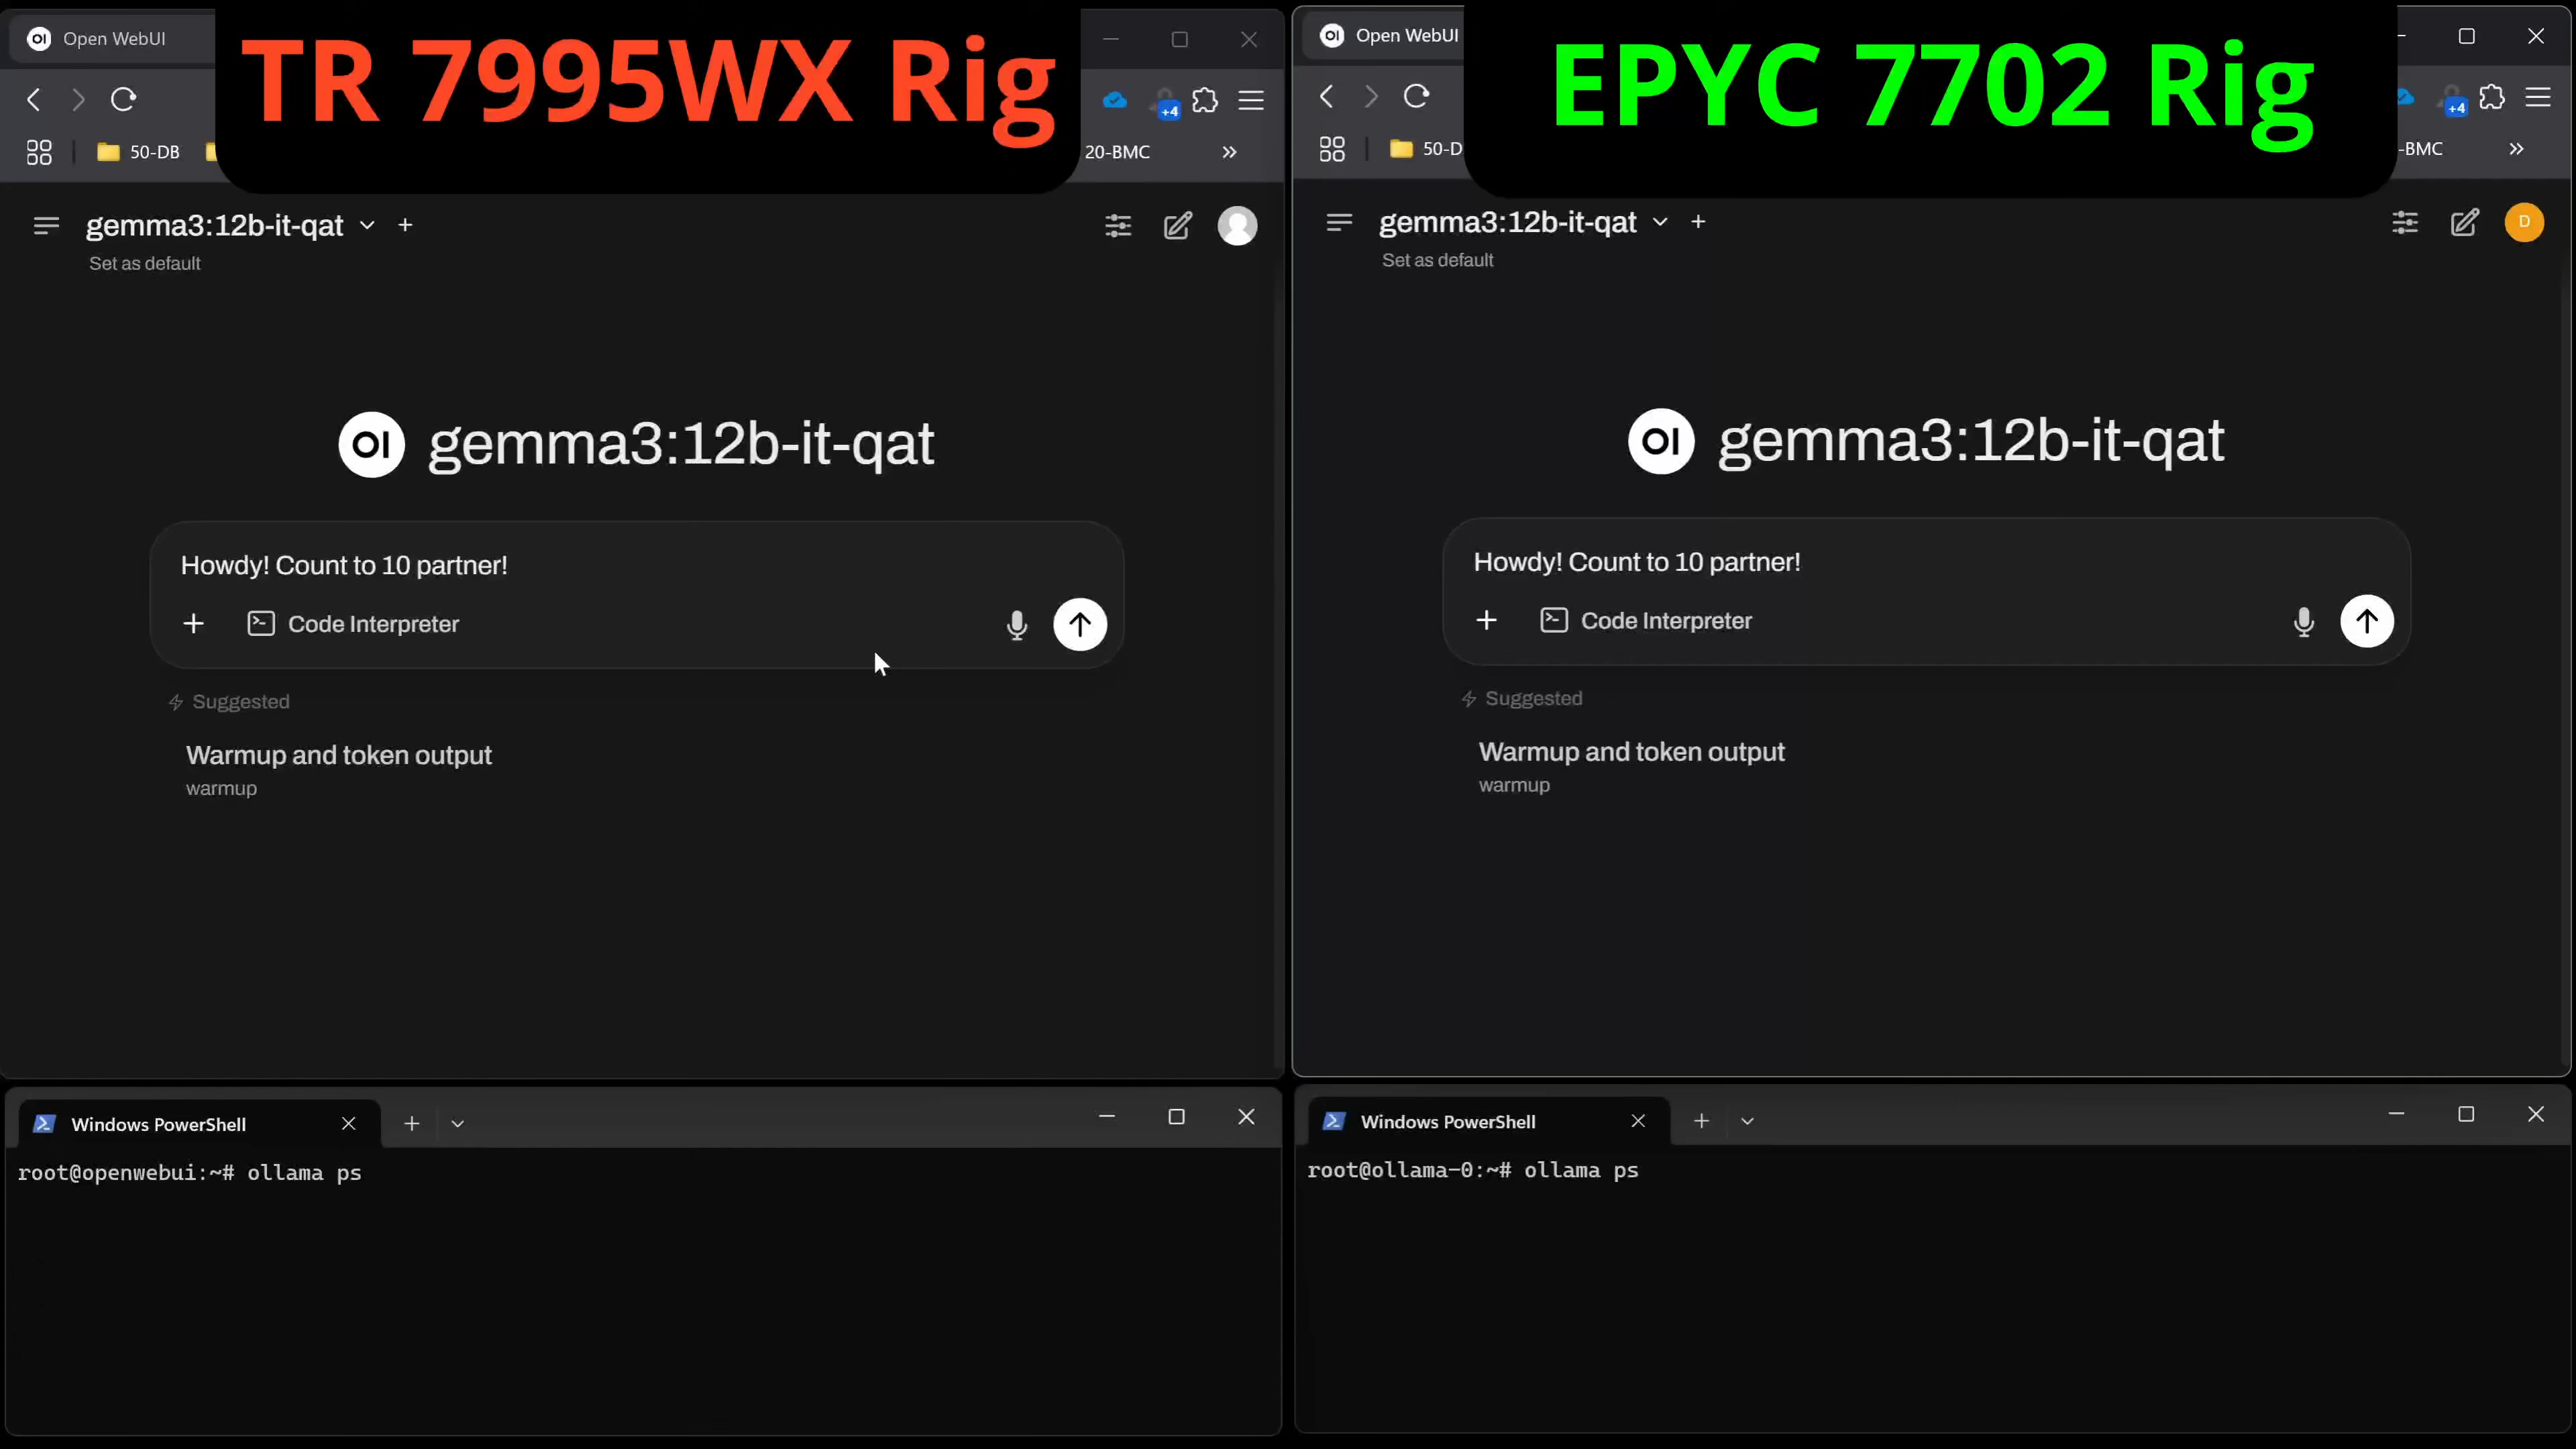 TR 7995WX Rig
Open WebUI
+4
50-DB
20-BMC
gemma3:12b-it-qat
Set as default
OI gemma3:12b-it-qat
Howdy! Count to 10 partner!
Code Interpreter
Suggested
Warmup and token output
warmup
Windows PowerShell
root@openwebui:~# ollama ps
EPYC 7702 Rig
Open WebUI
+4
50-D
-BMC
gemma3:12b-it-qat
D
Set as default
OI gemma3:12b-it-qat
Howdy! Count to 10 partner!
Code Interpreter
Suggested
Warmup and token output
warmup
Windows PowerShell
root@ollama-0:~# ollama ps